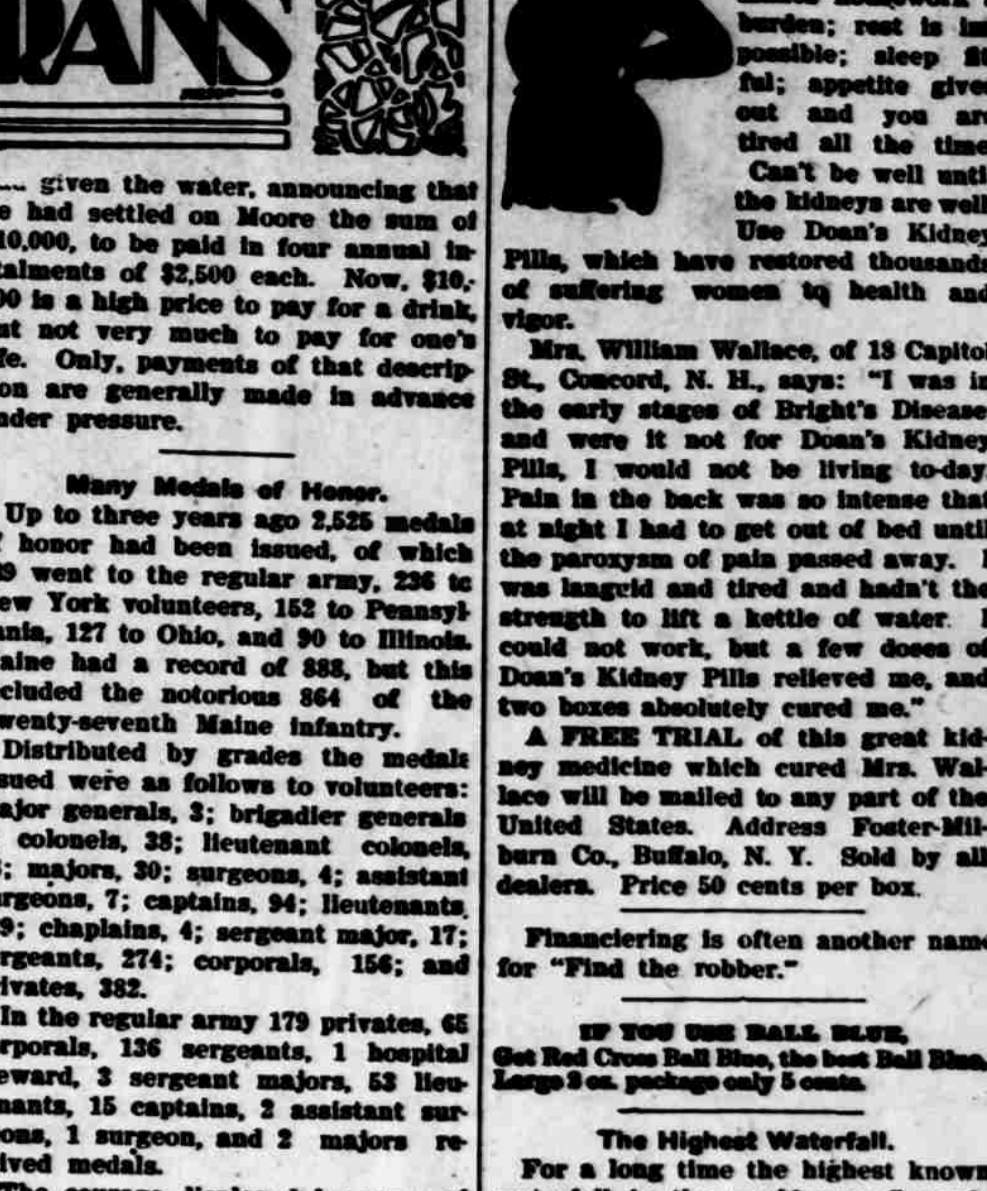 RANS
given the water, announcing that
e had settled on Moore the sum of
10,000, to be paid in four annual in-
talments of $2,500 each. Now, $10,-
00 is a high price to pay for a drink,
ut not very much to pay for one's
fe. Only, payments of that descrip-
on are generally made in advance
nder pressure.
Many Medals of Honor.
Up to three years ago 2,525 medals
f honor had been issued, of which
9 went to the regular army, 236 to
ew York volunteers, 152 to Pennsyl-
ania, 127 to Ohio, and 90 to Illinois.
aine had a record of 888, but this
cluded the notorious 864 of the
wenty-seventh Maine infantry.
Distributed by grades the medals
sued were as follows to volunteers:
ajor generals, 3; brigadier generals
colonels, 38; lieutenant colonels,
; majors, 30; surgeons, 4; assistant
urgeons, 7; captains, 94; lieutenants
9; chaplains, 4; sergeant major, 17;
rgeants, 274; corporals, 156; and
ivates, 382.
In the regular army 179 privates, 65
rporals, 136 sergeants, 1 hospital
eward, 3 sergeant majors, 53 lieu-
nants, 15 captains, 2 assistant sur-
ons, 1 surgeon, and 2 majors re-
ived medals.
burden; rest is im
possible; sleep fit
ful; appetite gives
out and you are
tired all the time
Can't be well until
the kidneys are well
Use Doan's Kidney
Pills, which have restored thousands
of suffering women to health and
vigor.
Mrs. William Wallace, of 18 Capitol
St., Concord, N. H., says: "I was in
the early stages of Bright's Disease
and were it not for Doan's Kidney
Pills, I would not be living to-day.
Pain in the back was so intense that
at night I had to get out of bed until
the paroxysm of pain passed away. I
was languid and tired and hadn't the
strength to lift a kettle of water. I
could not work, but a few doses of
Doan's Kidney Pills relieved me, and
two boxes absolutely cured me."
A FREE TRIAL of this great kid-
ney medicine which cured Mrs. Wal-
lace will be mailed to any part of the
United States. Address Foster-Mil-
burn Co., Buffalo, N. Y. Sold by all
dealers. Price 50 cents per box.
Financiering is often another name
for "Find the robber."
IF YOU USE BALL BLUE,
Get Red Cross Ball Blue, the best Ball Blue.
Large 2 oz. package only 5 cents.
The Highest Waterfall.
For a long time the highest known